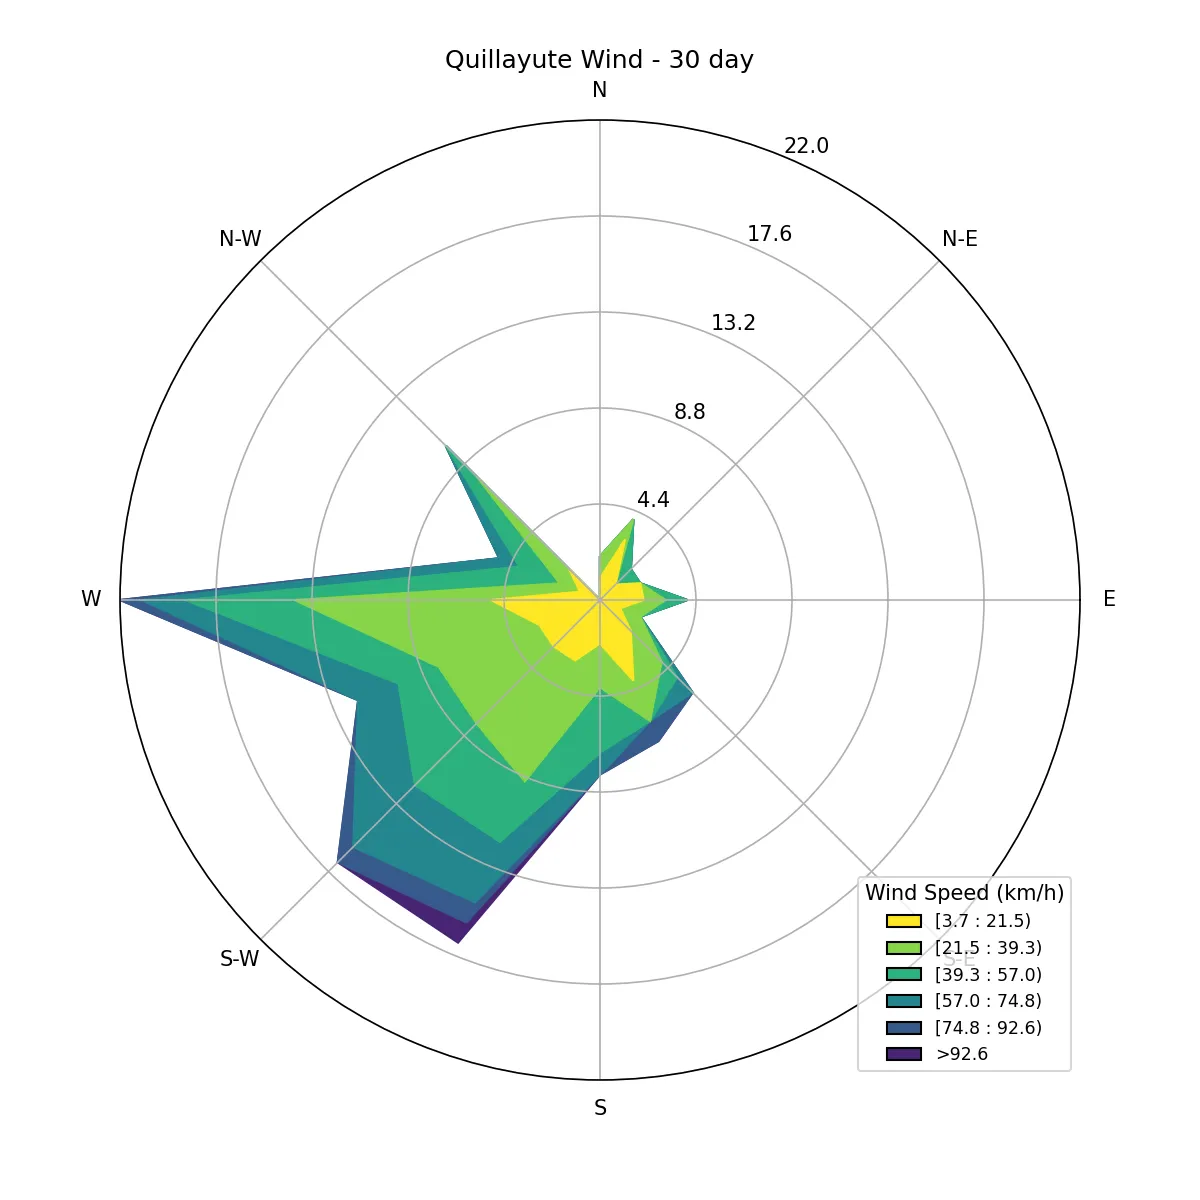 Quillayute Wind - 30 day
N
22.0
N-W
17.6
N-E
13.2
8.8
4.4
W
E
Wind Speed (km/h)
[3.7 : 21.5)
[21.5 : 39.3)
S-W
S-E
[39.3 : 57.0)
[57.0 : 74.8)
[74.8 : 92.6)
>92.6
S